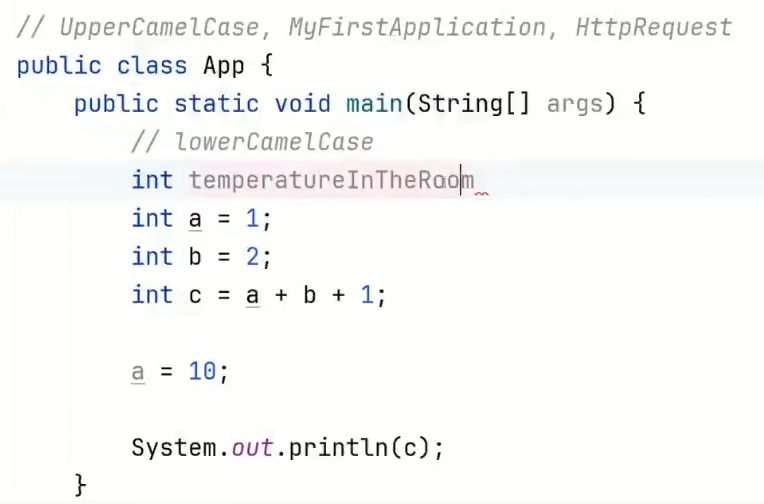 // UpperCamelCase, MyFirstApplication, HttpRequest
public class App {
    public static void main(String[] args) {
        // lowerCamelCase
        int temperatureInTheRoom
        int a = 1;
        int b = 2;
        int c = a + b + 1;

        a = 10;

        System.out.println(c);
    }